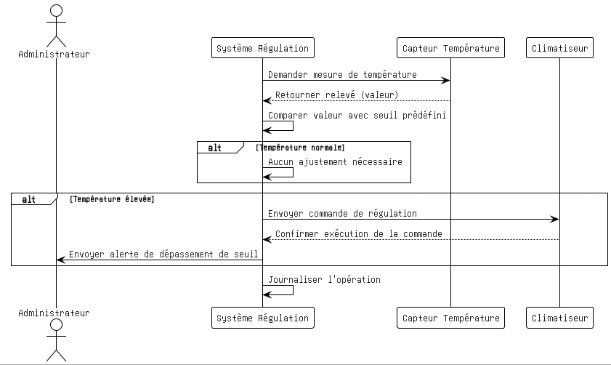 Administrateur
Système Régulation
Capteur Température
Climatiseur
Demander mesure de température
Retourner relevé (valeur)
Comparer valeur avec seuil prédéfini
alt
[Température normale]
Aucun ajustement nécessaire
alt
[Température élevée]
Envoyer commande de régulation
Confirmer exécution de la commande
Envoyer alerte de dépassement de seuil
Journaliser l'opération
Administrateur
Système Régulation
Capteur Température
Climatiseur